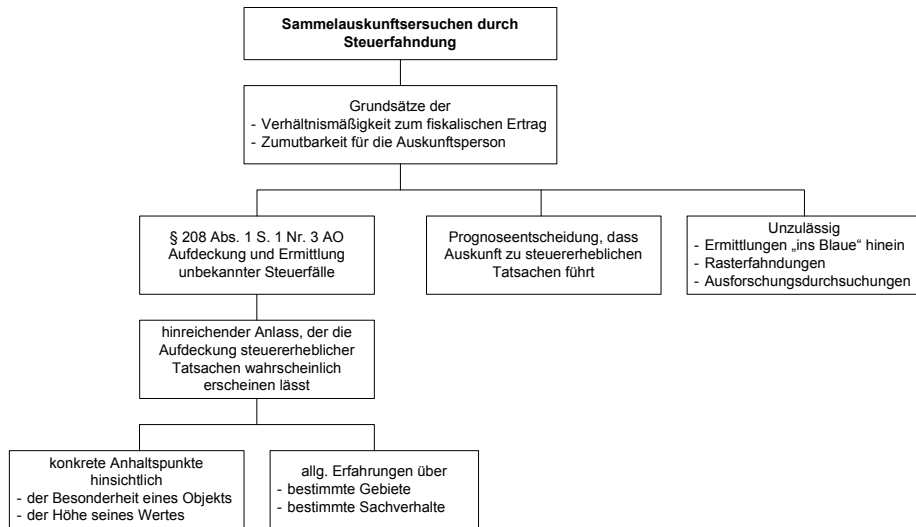 Sammelauskunftsersuchen durch
Steuerfahndung
Grundsätze der
- Verhältnismäßigkeit zum fiskalischen Ertrag
- Zumutbarkeit für die Auskunftsperson
§ 208 Abs. 1 S. 1 Nr. 3 AO
Aufdeckung und Ermittlung
unbekannter Steuerfälle
Prognoseentscheidung, dass
Auskunft zu steuererheblichen
Tatsachen führt
Unzulässig
- Ermittlungen „ins Blaue“ hinein
- Rasterfahndungen
- Ausforschungsdurchsuchungen
hinreichender Anlass, der die
Aufdeckung steuererheblicher
Tatsachen wahrscheinlich
erscheinen lässt
konkrete Anhaltspunkte
hinsichtlich
- der Besonderheit eines Objekts
- der Höhe seines Wertes
allg. Erfahrungen über
- bestimmte Gebiete
- bestimmte Sachverhalte